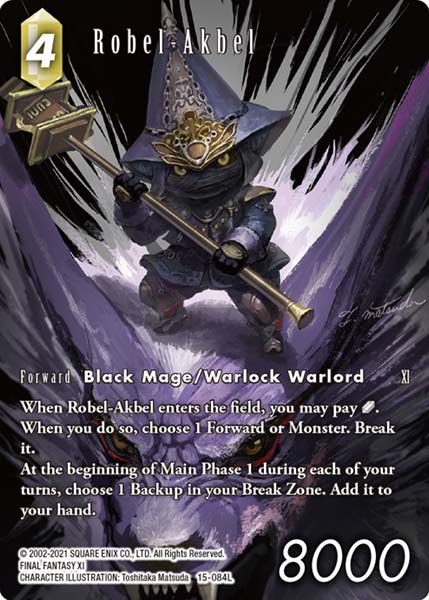 4
Robel-Akbel
T. Matsuda
Forward Black Mage/Warlock Warlord XI
When Robel-Akbel enters the field, you may pay .
When you do so, choose 1 Forward or Monster. Break
it.
At the beginning of Main Phase 1 during each of your
turns, choose 1 Backup in your Break Zone. Add it to
your hand.
© 2002-2021 SQUARE ENIX CO., LTD. All Rights Reserved.
FINAL FANTASY XI
CHARACTER ILLUSTRATION: Toshitaka Matsuda 15-084L
8000